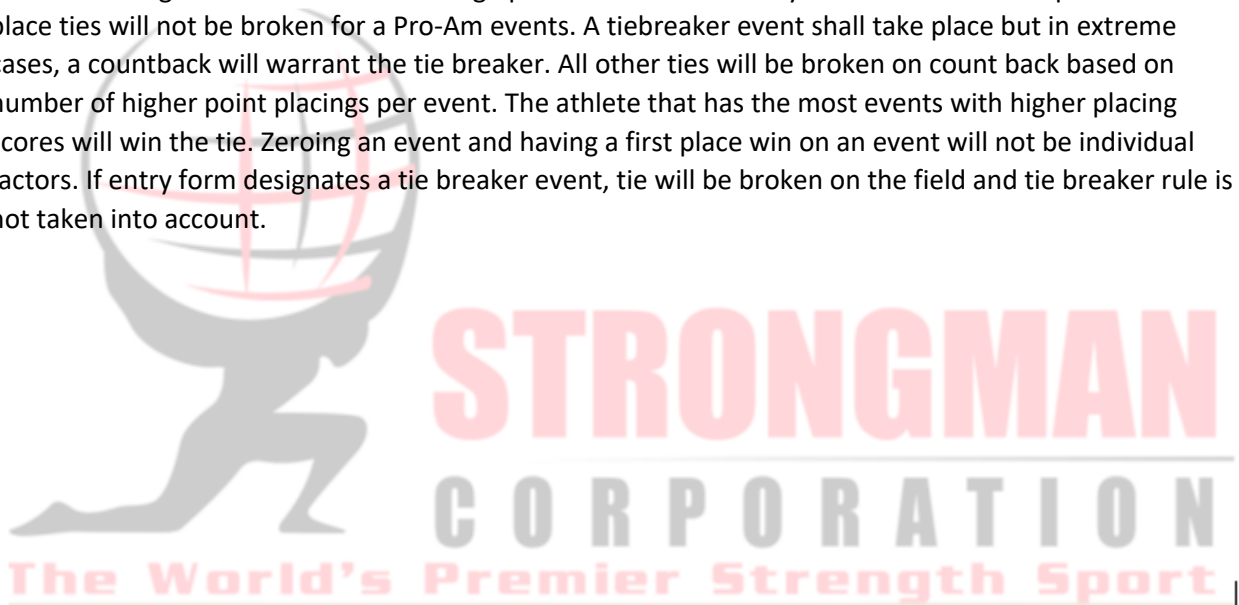 place ties will not be broken for a Pro-Am events. A tiebreaker event shall take place but in extreme
cases, a countback will warrant the tie breaker. All other ties will be broken on count back based on
number of higher point placings per event. The athlete that has the most events with higher placing
scores will win the tie. Zeroing an event and having a first place win on an event will not be individual
factors. If entry form designates a tie breaker event, tie will be broken on the field and tie breaker rule is
not taken into account.
STRONGMAN
CORPORATION
The World's Premier Strength Sport